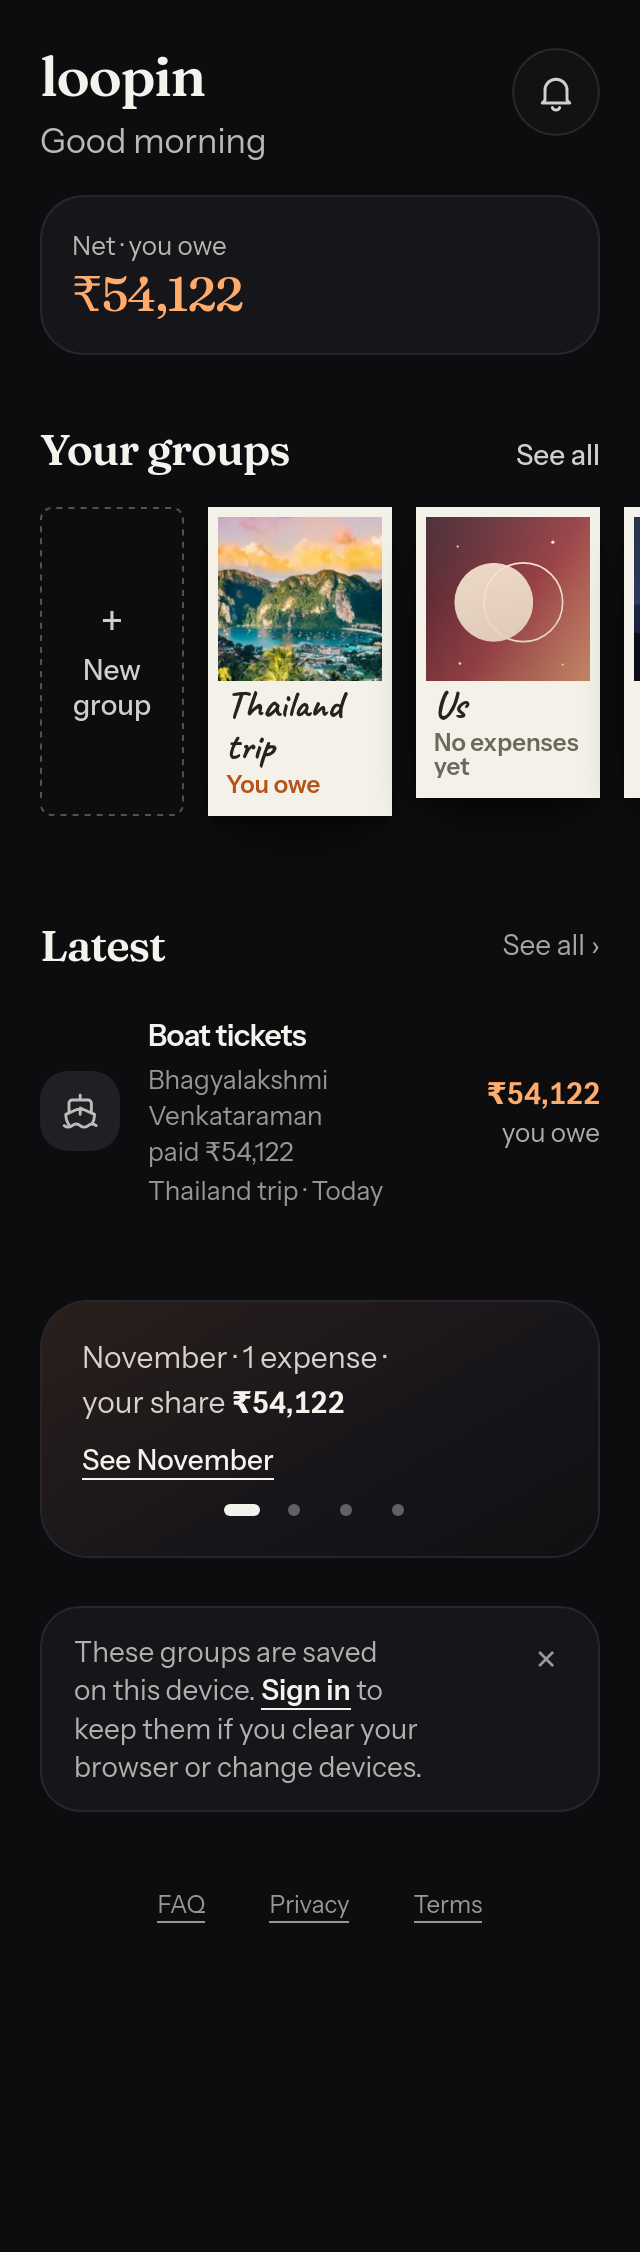 loopin
Good morning
Net · you owe
₹54,122
Your groups
See all
+
New
group
Thailand
trip
You owe
Us
No expenses
yet
Latest
See all ›
Boat tickets
Bhagyalakshmi
Venkataraman
paid ₹54,122
Thailand trip · Today
₹54,122
you owe
November · 1 expense ·
your share ₹54,122
See November
These groups are saved
on this device. Sign in to
keep them if you clear your
browser or change devices.
×
FAQ
Privacy
Terms